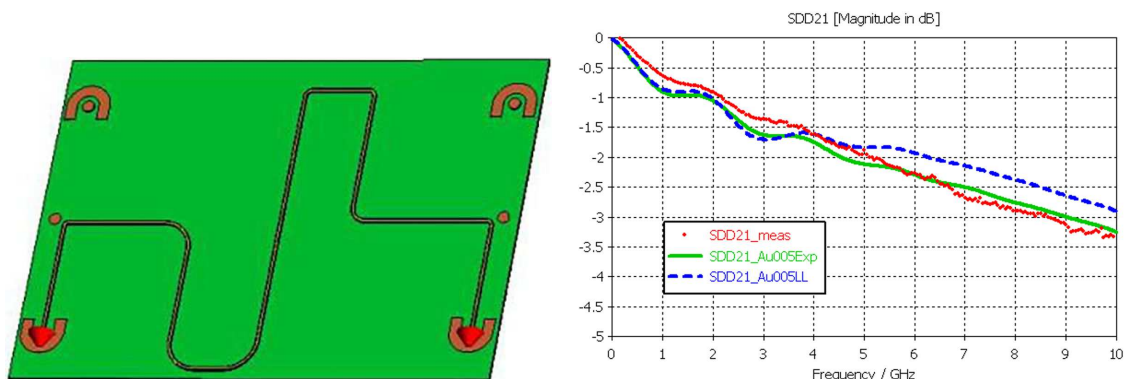 SDD21 [Magnitude in dB]
0
-0.5
-1
-1.5
-2
-2.5
-3
-3.5
-4
-4.5
-5
SDD21_meas
SDD21_Au005Exp
SDD21_Au005LL
0 1 2 3 4 5 6 7 8 9 10
Frequency / GHz